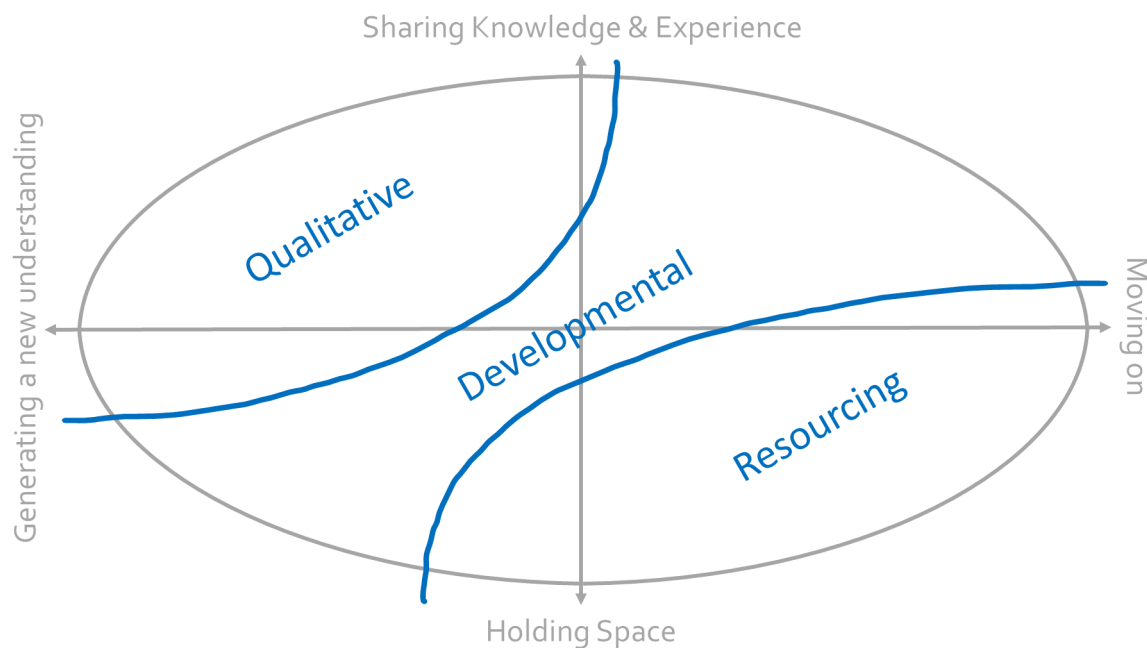 Sharing Knowledge & Experience
Generating a new understanding
Qualitative
Developmental
Moving on
Resourcing
Holding Space